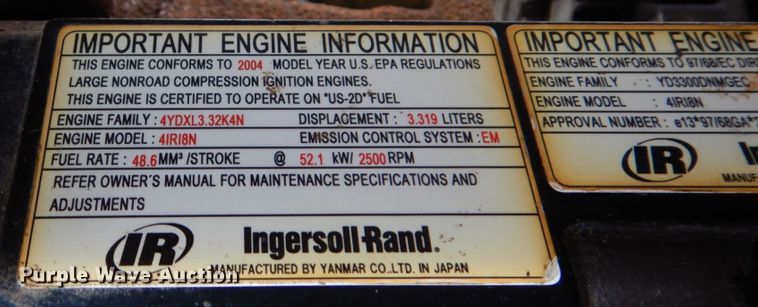 IMPORTANT ENGINE INFORMATION
THIS ENGINE CONFORMS TO 2004 MODEL YEAR U.S. EPA REGULATIONS
LARGE NONROAD COMPRESSION IGNITION ENGINES.
THIS ENGINE IS CERTIFIED TO OPERATE ON "US-2D" FUEL
ENGINE FAMILY : 4YDXL3.32K4N DISPLACEMENT : 3.319 LITERS
ENGINE MODEL : 4IRI8N EMISSION CONTROL SYSTEM : EM
FUEL RATE : 48.6 MM³/STROKE @ 52.1 kW/ 2500 RPM
REFER OWNER'S MANUAL FOR MAINTENANCE SPECIFICATIONS AND
ADJUSTMENTS
IR Ingersoll-Rand.
MANUFACTURED BY YANMAR CO.,LTD. IN JAPAN
IMPORTANT ENGINE
THIS ENGINE CONFORMS TO 97/68/EC
ENGINE FAMILY : YD3300DNMGEC
ENGINE MODEL : 4IRI8N
APPROVAL NUMBER : e13*97/68GA*
IR
Purple Wave Auction